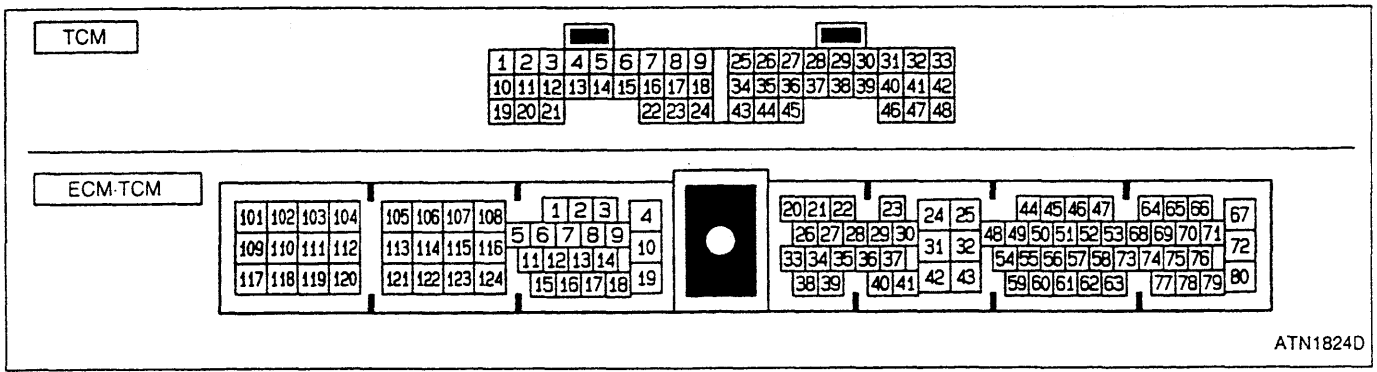 TCM
1 2 3 4 5 6 7 8 9 25 26 27 28 29 30 31 32 33
10 11 12 13 14 15 16 17 18 34 35 36 37 38 39 40 41 42
19 20 21 22 23 24 43 44 45 46 47 48
ECM·TCM
101 102 103 104 105 106 107 108 1 2 3 4 20 21 22 23 24 25 44 45 46 47 64 65 66 67
5 6 7 8 9 26 27 28 29 30 48 49 50 51 52 53 68 69 70 71
109 110 111 112 113 114 115 116 10 31 32 72
11 12 13 14 33 34 35 36 37 54 55 56 57 58 73 74 75 76
117 118 119 120 121 122 123 124 15 16 17 18 19 38 39 40 41 42 43 59 60 61 62 63 77 78 79 80
ATN1824D